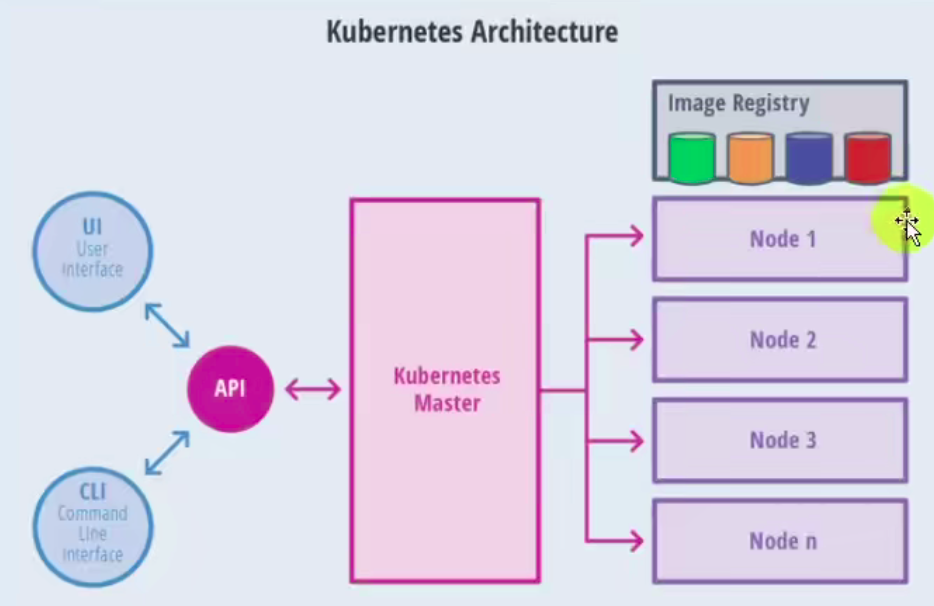 Kubernetes Architecture
Image Registry
UI
User
Interface
Node 1
Node 2
API
Kubernetes
Master
Node 3
CLI
Command
Line
Interface
Node n